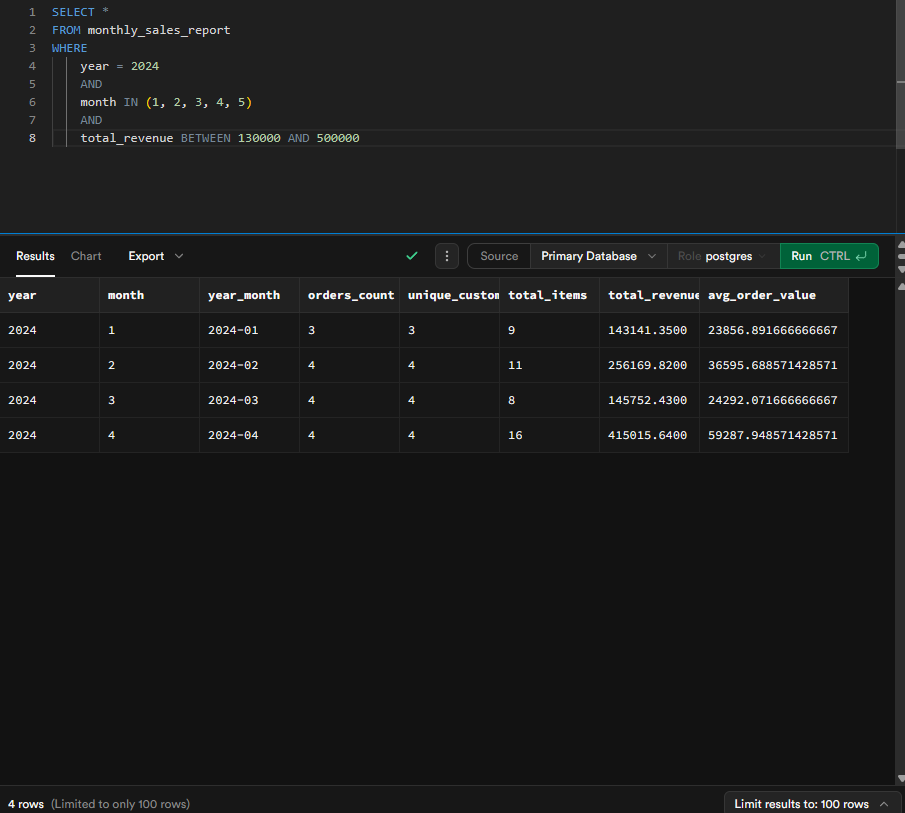 1 SELECT *
2 FROM monthly_sales_report
3 WHERE
4 year = 2024
5 AND
6 month IN (1, 2, 3, 4, 5)
7 AND
8 total_revenue BETWEEN 130000 AND 500000
Results Chart Export Source Primary Database Role postgres Run CTRL
year month year_month orders_count unique_custom total_items total_revenue avg_order_value
2024 1 2024-01 3 3 9 143141.3500 23856.891666666667
2024 2 2024-02 4 4 11 256169.8200 36595.688571428571
2024 3 2024-03 4 4 8 145752.4300 24292.071666666667
2024 4 2024-04 4 4 16 415015.6400 59287.948571428571
4 rows (Limited to only 100 rows) Limit results to: 100 rows